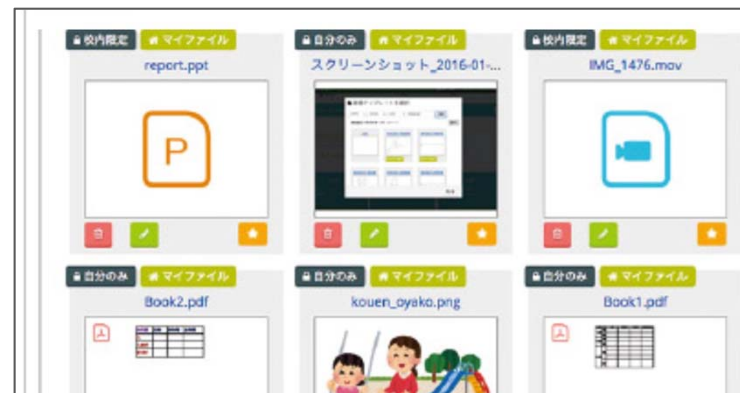 校内限定 マイファイル
report.ppt
P
自分のみ マイファイル
スクリーンショット_2016-01-...
校内限定 マイファイル
IMG_1476.mov
自分のみ マイファイル
Book2.pdf
自分のみ マイファイル
kouen_oyako.png
自分のみ マイファイル
Book1.pdf